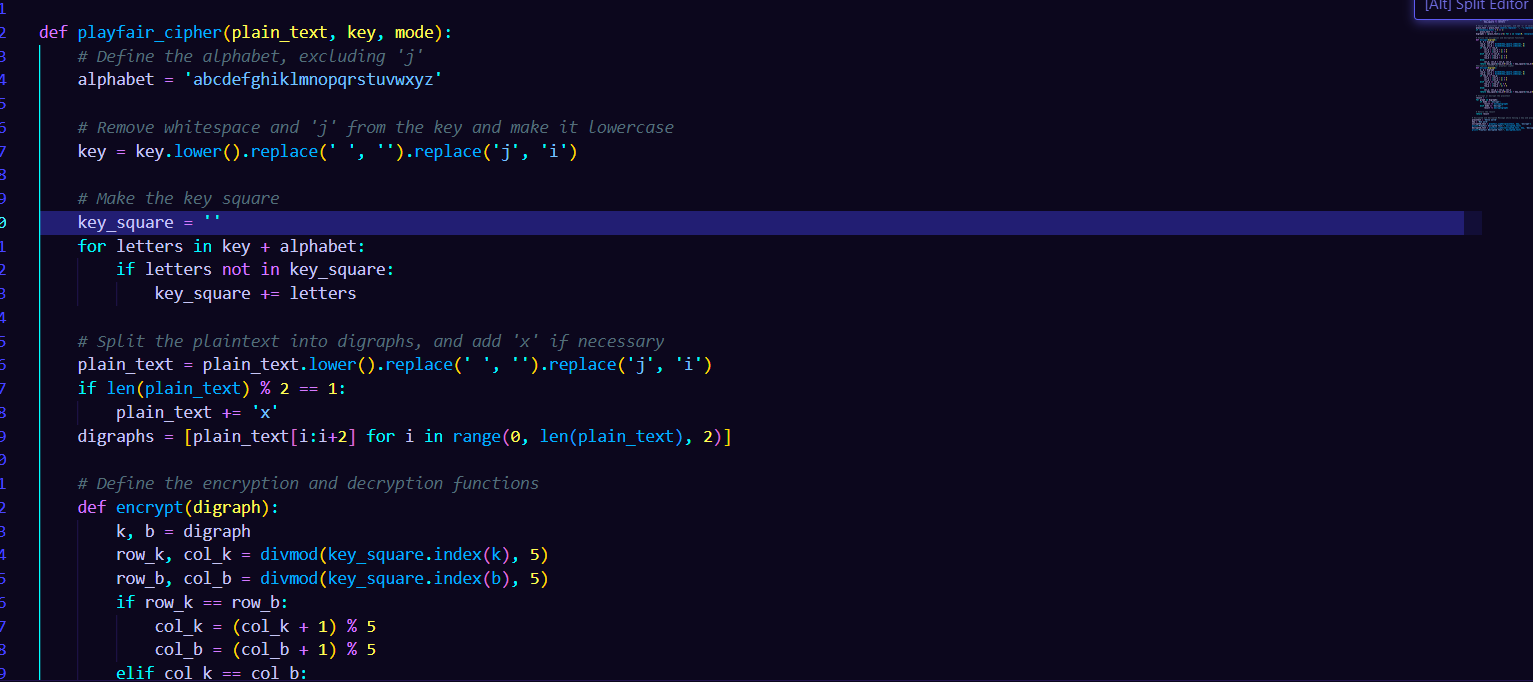 [Alt] Split Editor
1
2 def playfair_cipher(plain_text, key, mode):
3     # Define the alphabet, excluding 'j'
4     alphabet = 'abcdefghiklmnopqrstuvwxyz'
5
6     # Remove whitespace and 'j' from the key and make it lowercase
7     key = key.lower().replace(' ', '').replace('j', 'i')
8
9     # Make the key square
0     key_square = ''
1     for letters in key + alphabet:
2         if letters not in key_square:
3             key_square += letters
4
5     # Split the plaintext into digraphs, and add 'x' if necessary
6     plain_text = plain_text.lower().replace(' ', '').replace('j', 'i')
7     if len(plain_text) % 2 == 1:
8         plain_text += 'x'
9     digraphs = [plain_text[i:i+2] for i in range(0, len(plain_text), 2)]
0
1     # Define the encryption and decryption functions
2     def encrypt(digraph):
3         k, b = digraph
4         row_k, col_k = divmod(key_square.index(k), 5)
5         row_b, col_b = divmod(key_square.index(b), 5)
6         if row_k == row_b:
7             col_k = (col_k + 1) % 5
8             col_b = (col_b + 1) % 5
9         elif col_k == col_b: